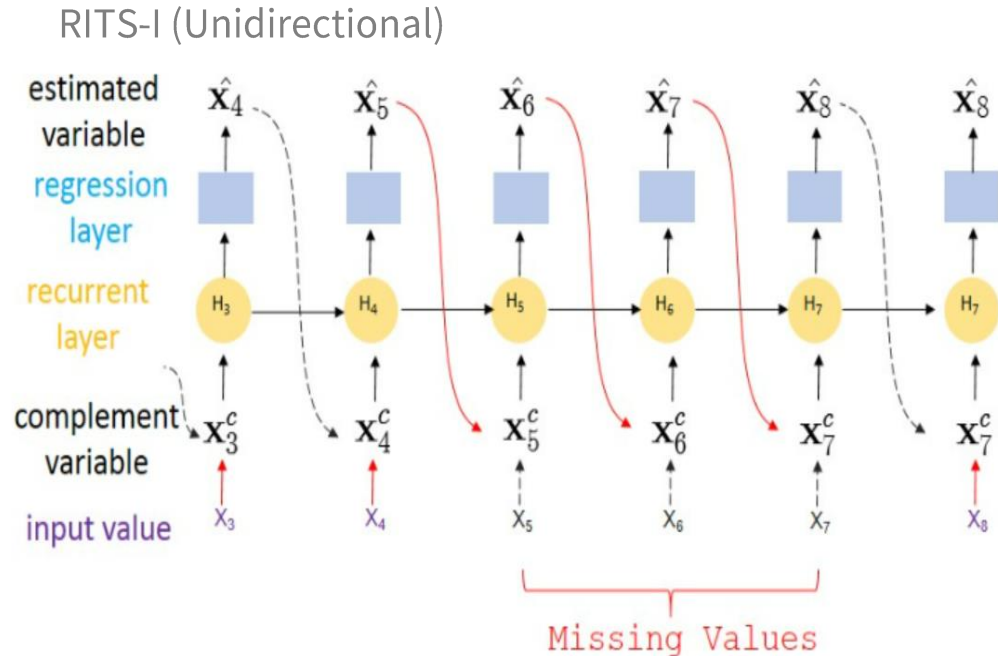 RITS-I (Unidirectional)
estimated
variable
x̂₄ x̂₅ x̂₆ x̂₇ x̂₈ x̂₈
regression
layer
recurrent
layer
H₃ H₄ H₅ H₆ H₇ H₇
complement
variable
x₃ᶜ x₄ᶜ x₅ᶜ x₆ᶜ x₇ᶜ x₇ᶜ
input value
X₃ X₄ X₅ X₆ X₇ X₈
Missing Values